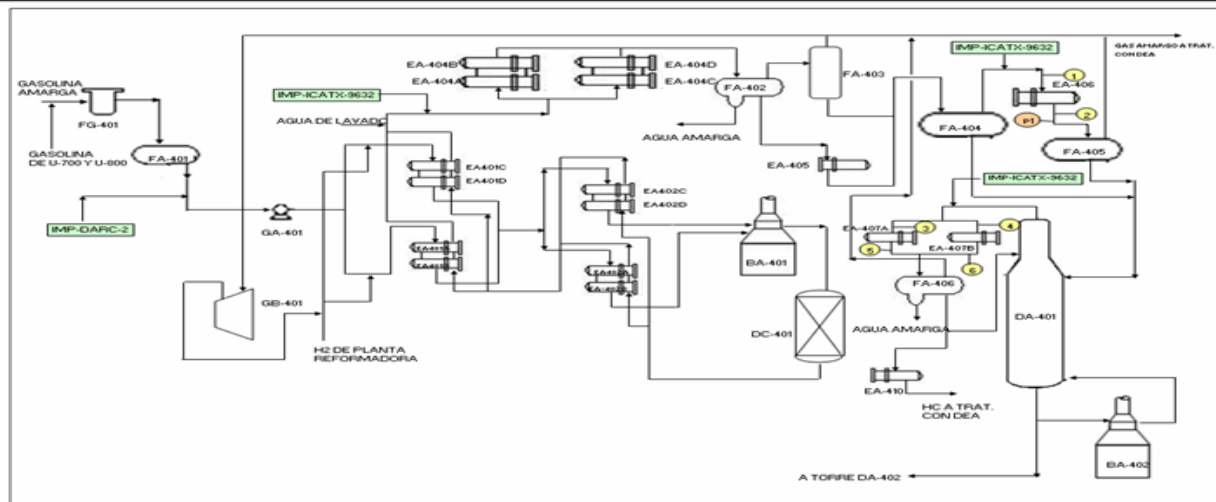 GASOLINA
AMARGA
FG-401
GASOLINA
DE U-700 Y U-800
FA-401
IMP-DARC-2
GA-401
GB-401
H2 DE PLANTA
REFORMADORA
IMP-ICATX-9632
AGUA DE LAVADO
EA-404B
EA-404A
EA-404D
EA-404C
EA401C
EA401D
EA402C
EA402D
FA-402
AGUA AMARGA
FA-403
EA-405
BA-401
DC-401
IMP-ICATX-9632
GAS AMARGO A TRAT.
CON DEA
1
EA-406
2
P1
FA-404
FA-405
IMP-ICATX-9632
EA-407A
3
4
5
EA-407B
6
FA-406
AGUA AMARGA
DA-401
EA-410
HC A TRAT.
CON DEA
BA-402
A TORRE DA-402